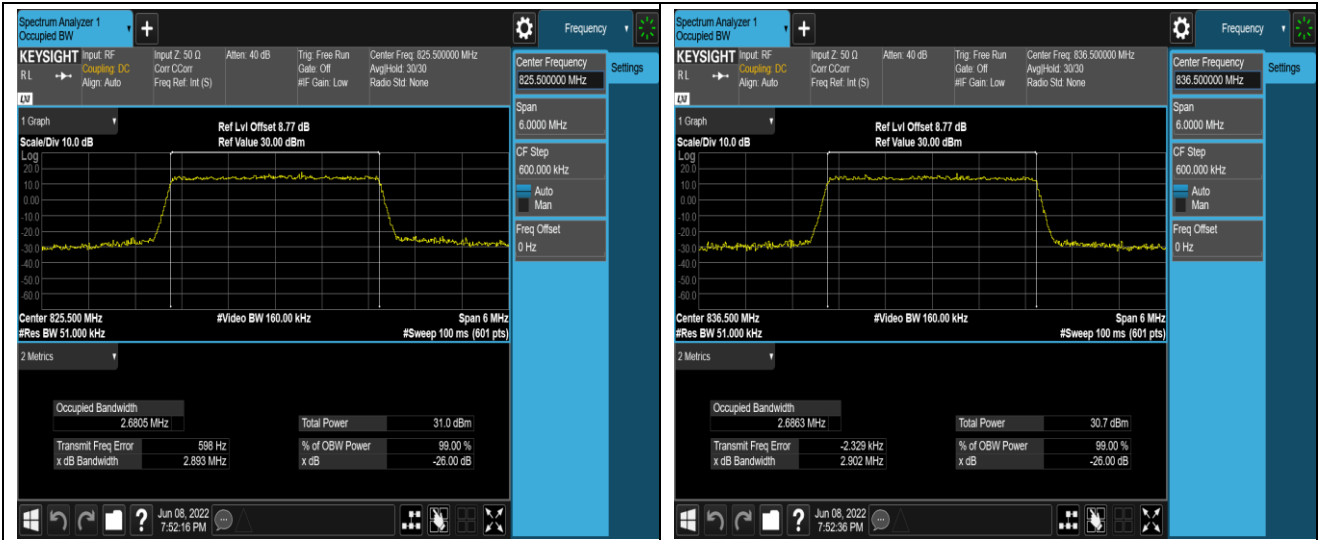 Spectrum Analyzer 1
Occupied BW
+
Frequency
KEYSIGHT
Input: RF
Coupling: DC
Align: Auto
Input Z: 50 Ω
Corr CCorr
Freq Ref: Int (S)
Atten: 40 dB
Trig: Free Run
Gate: Off
#IF Gain: Low
Center Freq: 825.500000 MHz
Avg|Hold: 30/30
Radio Std: None
RL
LXI
Center Frequency
825.500000 MHz
Settings
Span
6.0000 MHz
CF Step
600.000 kHz
Auto
Man
Freq Offset
0 Hz
1 Graph
Scale/Div 10.0 dB
Ref Lvl Offset 8.77 dB
Ref Value 30.00 dBm
Log
20.0
10.0
0.00
-10.0
-20.0
-30.0
-40.0
-50.0
-60.0
Center 825.500 MHz
#Video BW 160.00 kHz
Span 6 MHz
#Res BW 51.000 kHz
#Sweep 100 ms (601 pts)
2 Metrics
Occupied Bandwidth
2.6805 MHz
Total Power 31.0 dBm
Transmit Freq Error 598 Hz
% of OBW Power 99.00 %
x dB Bandwidth 2.893 MHz
x dB -26.00 dB
?
Jun 08, 2022
7:52:16 PM
Spectrum Analyzer 1
Occupied BW
+
Frequency
KEYSIGHT
Input: RF
Coupling: DC
Align: Auto
Input Z: 50 Ω
Corr CCorr
Freq Ref: Int (S)
Atten: 40 dB
Trig: Free Run
Gate: Off
#IF Gain: Low
Center Freq: 836.500000 MHz
Avg|Hold: 30/30
Radio Std: None
RL
LXI
Center Frequency
836.500000 MHz
Settings
Span
6.0000 MHz
CF Step
600.000 kHz
Auto
Man
Freq Offset
0 Hz
1 Graph
Scale/Div 10.0 dB
Ref Lvl Offset 8.77 dB
Ref Value 30.00 dBm
Log
20.0
10.0
0.00
-10.0
-20.0
-30.0
-40.0
-50.0
-60.0
Center 836.500 MHz
#Video BW 160.00 kHz
Span 6 MHz
#Res BW 51.000 kHz
#Sweep 100 ms (601 pts)
2 Metrics
Occupied Bandwidth
2.6863 MHz
Total Power 30.7 dBm
Transmit Freq Error -2.329 kHz
% of OBW Power 99.00 %
x dB Bandwidth 2.902 MHz
x dB -26.00 dB
?
Jun 08, 2022
7:52:36 PM